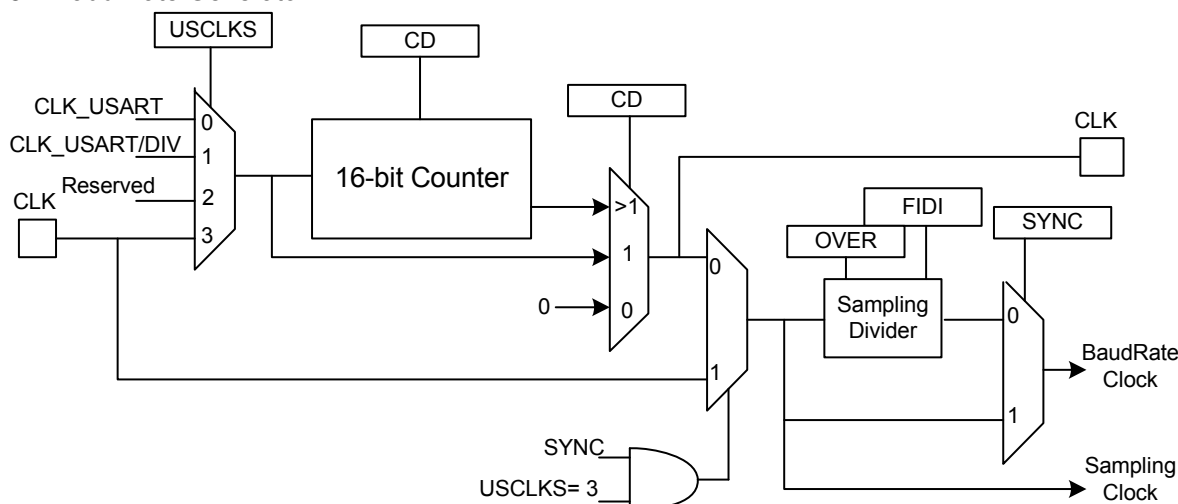 USCLKS
CD
CD
CLK_USART
CLK_USART/DIV
Reserved
CLK
0
1
2
3
16-bit Counter
>1
1
0
0
CLK
FIDI
OVER
SYNC
0
1
Sampling
Divider
0
1
BaudRate
Clock
SYNC
USCLKS= 3
Sampling
Clock